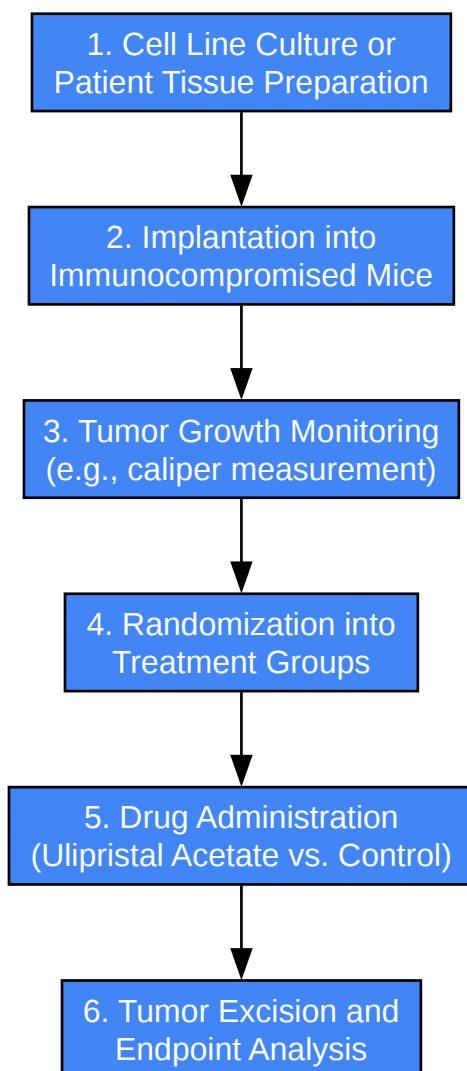 1. Cell Line Culture or
Patient Tissue Preparation
2. Implantation into
Immunocompromised Mice
3. Tumor Growth Monitoring
(e.g., caliper measurement)
4. Randomization into
Treatment Groups
5. Drug Administration
(Ulipristal Acetate vs. Control)
6. Tumor Excision and
Endpoint Analysis